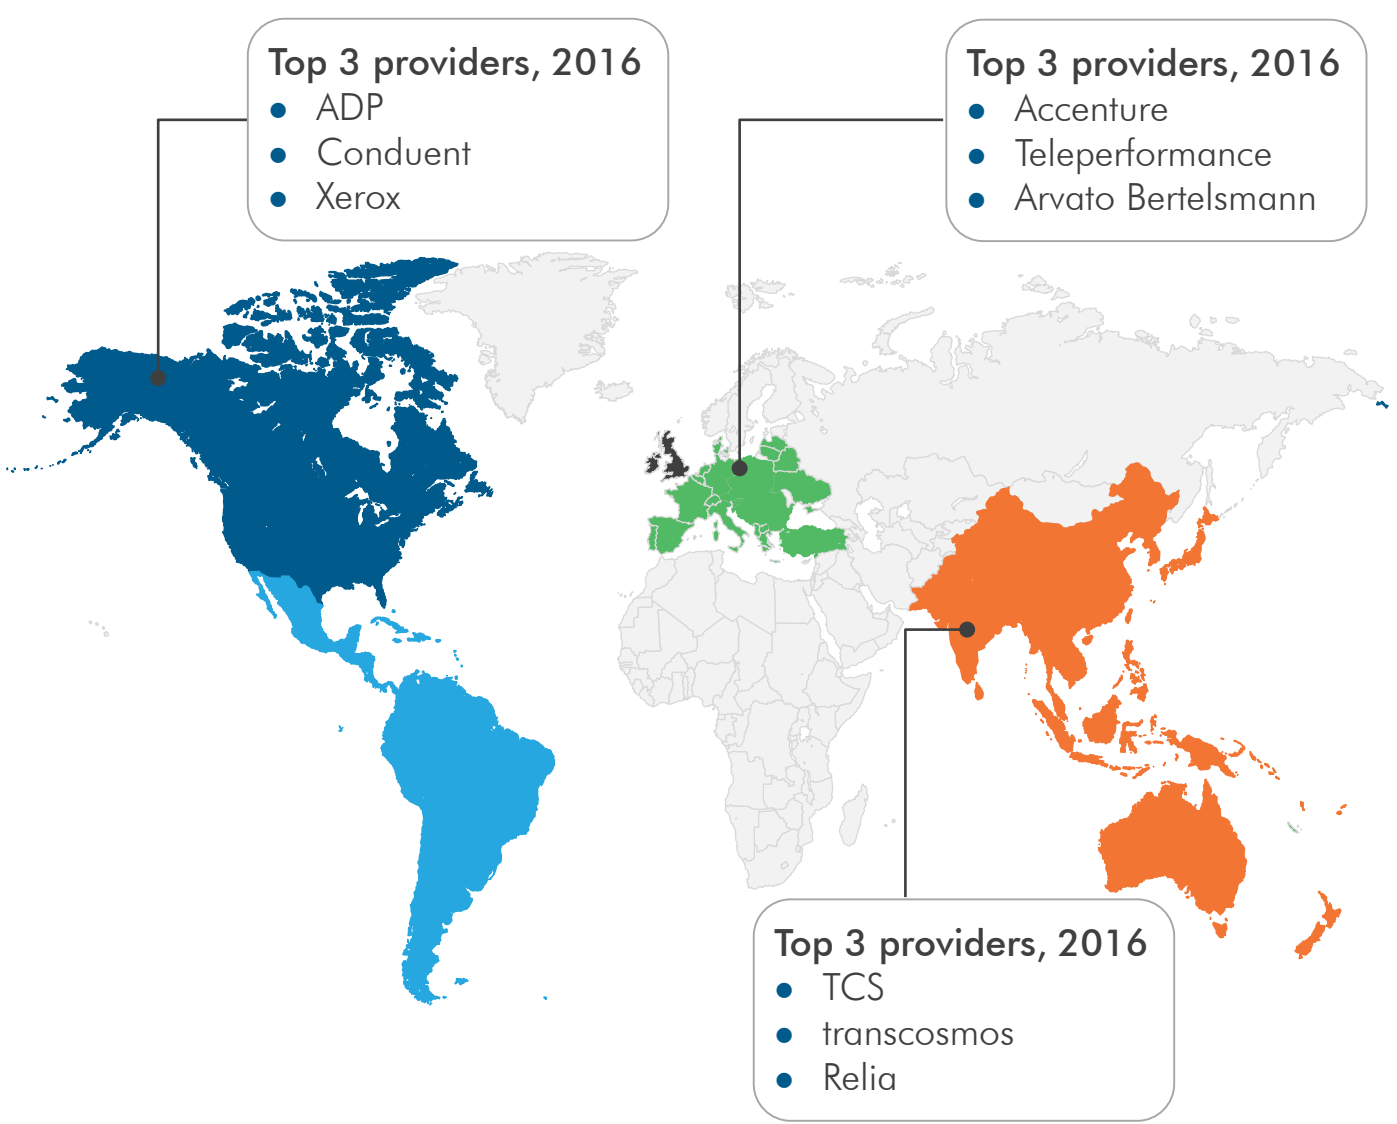 Top 3 providers, 2016
ADP
Conduent
Xerox
Top 3 providers, 2016
Accenture
Teleperformance
Arvato Bertelsmann
Top 3 providers, 2016
TCS
transcosmos
Relia